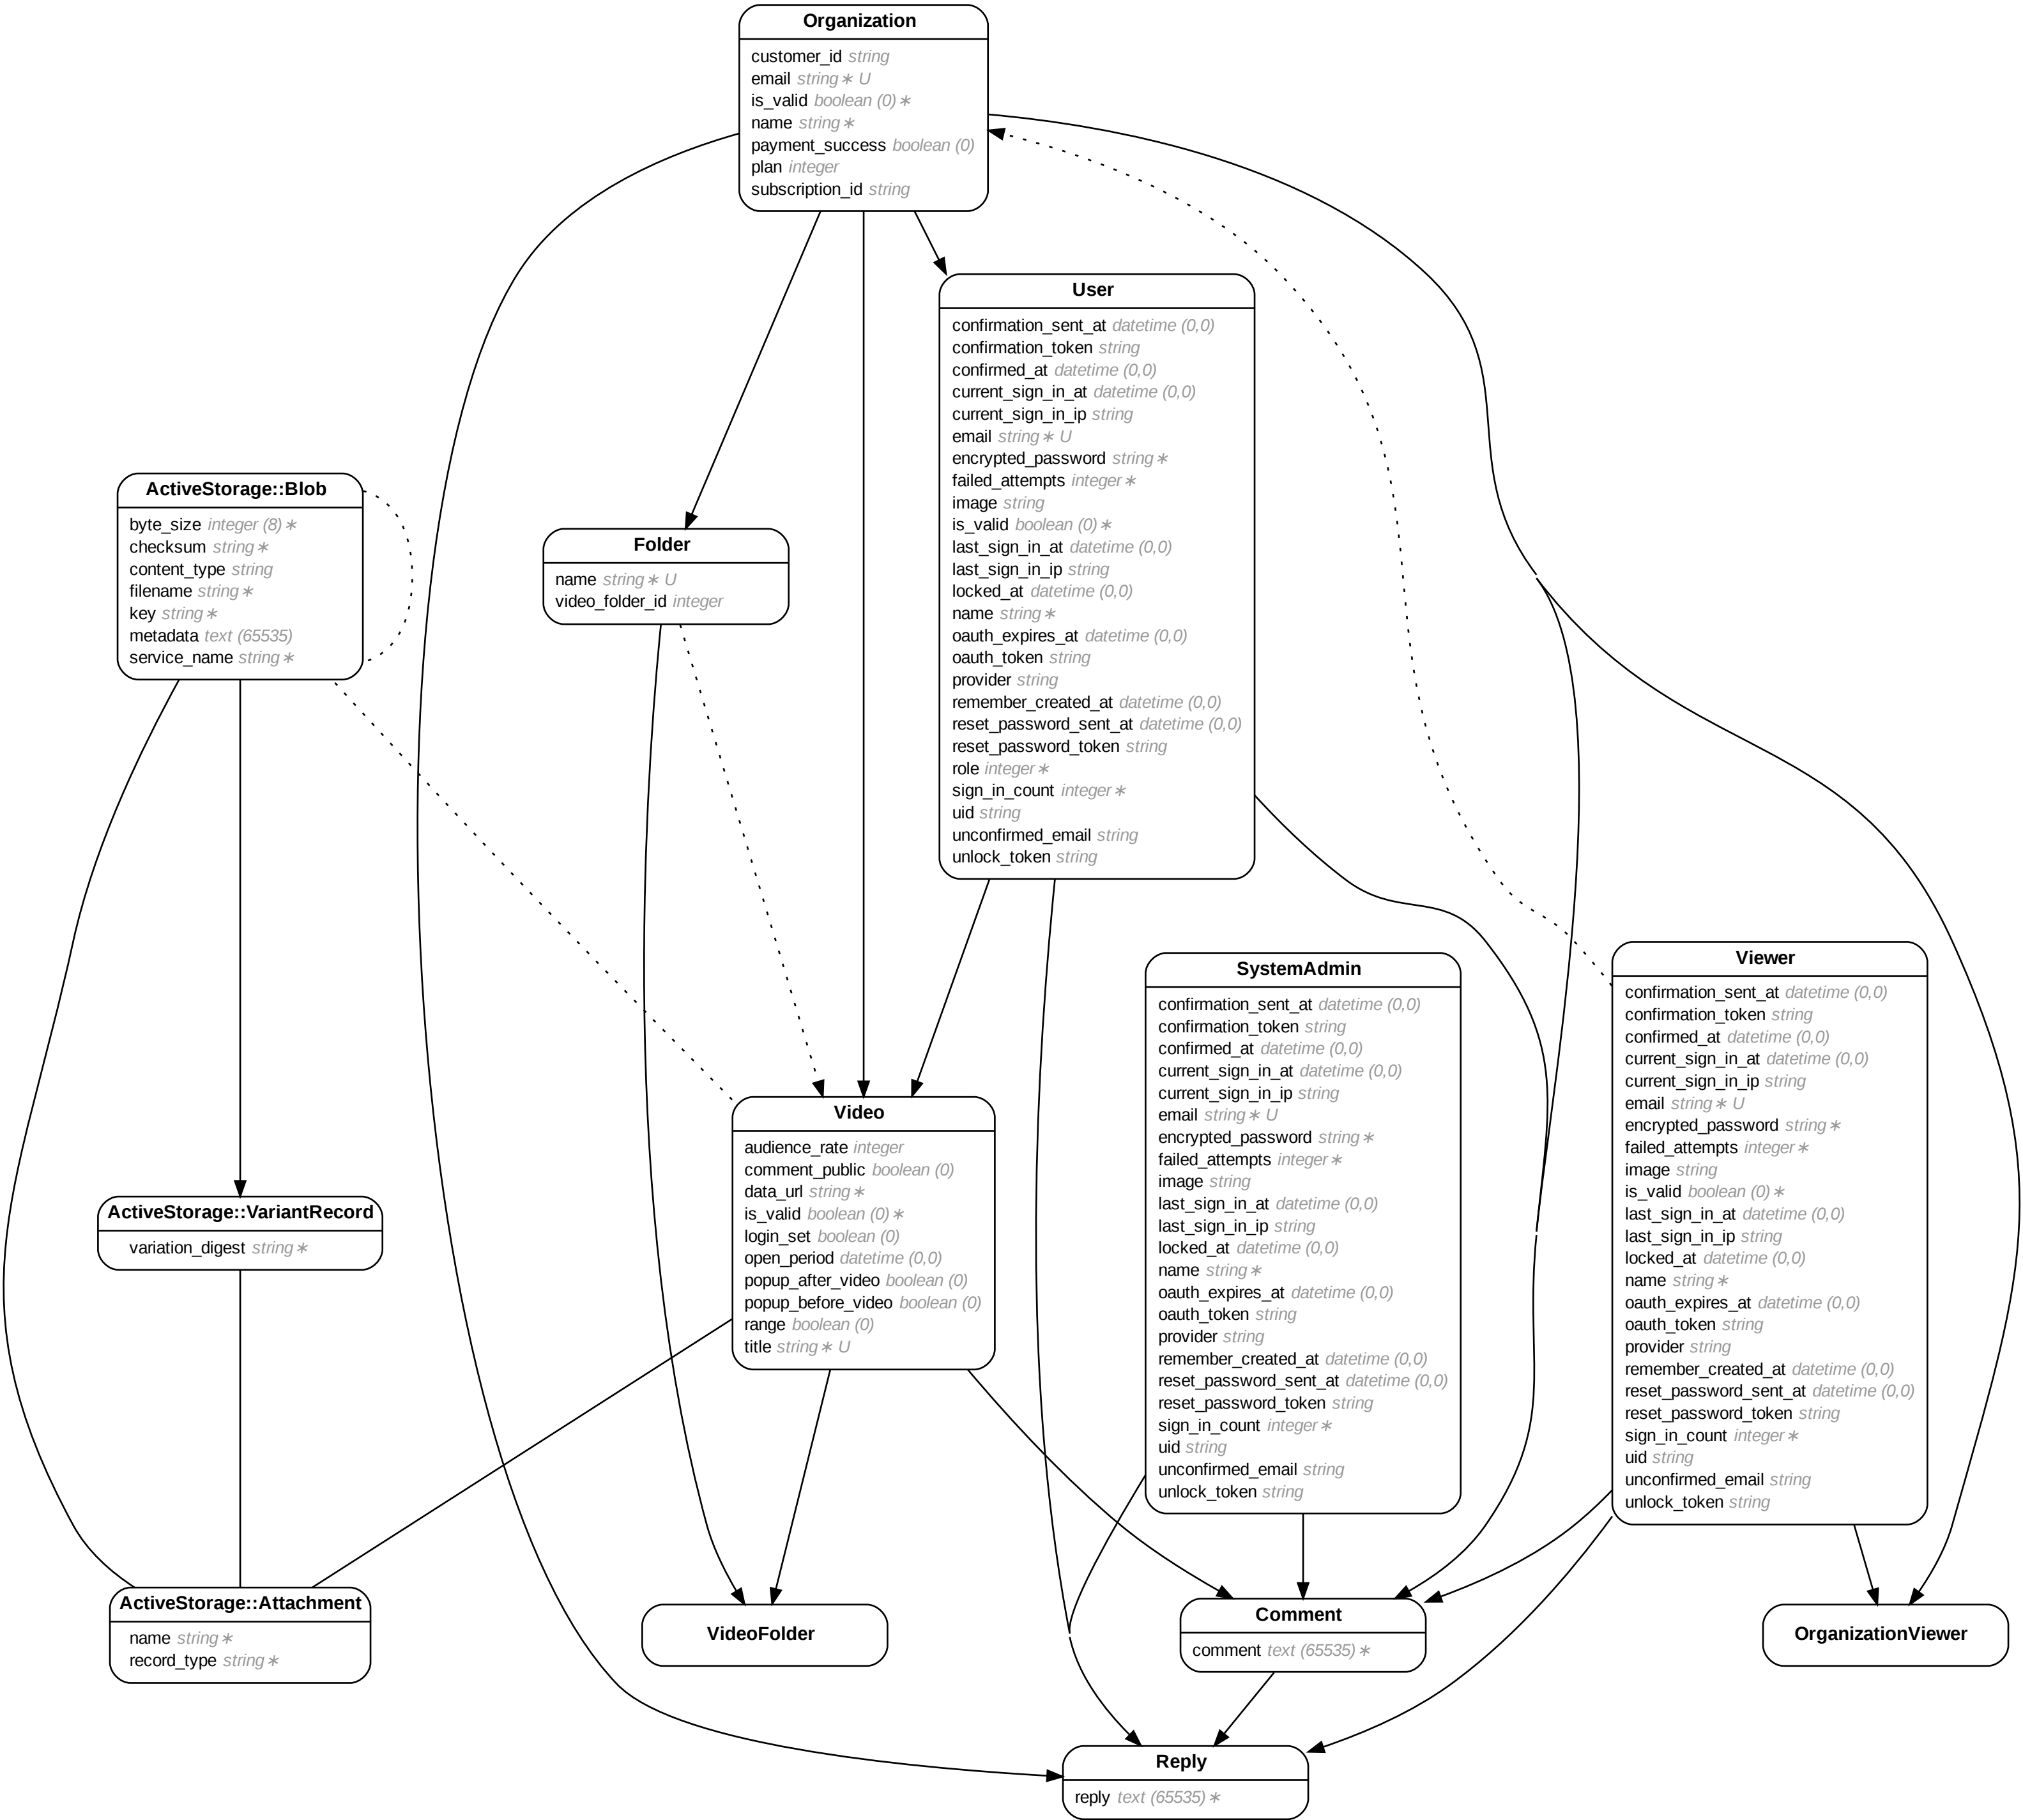 Organization
customer_id string
email string∗ U
is_valid boolean (0)∗
name string∗
payment_success boolean (0)
plan integer
subscription_id string
User
confirmation_sent_at datetime (0,0)
confirmation_token string
confirmed_at datetime (0,0)
current_sign_in_at datetime (0,0)
current_sign_in_ip string
email string∗ U
encrypted_password string∗
failed_attempts integer∗
image string
is_valid boolean (0)∗
last_sign_in_at datetime (0,0)
last_sign_in_ip string
locked_at datetime (0,0)
name string∗
oauth_expires_at datetime (0,0)
oauth_token string
provider string
remember_created_at datetime (0,0)
reset_password_sent_at datetime (0,0)
reset_password_token string
role integer∗
sign_in_count integer∗
uid string
unconfirmed_email string
unlock_token string
ActiveStorage::Blob
byte_size integer (8)∗
checksum string∗
content_type string
filename string∗
key string∗
metadata text (65535)
service_name string∗
Folder
name string∗ U
video_folder_id integer
SystemAdmin
confirmation_sent_at datetime (0,0)
confirmation_token string
confirmed_at datetime (0,0)
current_sign_in_at datetime (0,0)
current_sign_in_ip string
email string∗ U
encrypted_password string∗
failed_attempts integer∗
image string
last_sign_in_at datetime (0,0)
last_sign_in_ip string
locked_at datetime (0,0)
name string∗
oauth_expires_at datetime (0,0)
oauth_token string
provider string
remember_created_at datetime (0,0)
reset_password_sent_at datetime (0,0)
reset_password_token string
sign_in_count integer∗
uid string
unconfirmed_email string
unlock_token string
Viewer
confirmation_sent_at datetime (0,0)
confirmation_token string
confirmed_at datetime (0,0)
current_sign_in_at datetime (0,0)
current_sign_in_ip string
email string∗ U
encrypted_password string∗
failed_attempts integer∗
image string
is_valid boolean (0)∗
last_sign_in_at datetime (0,0)
last_sign_in_ip string
locked_at datetime (0,0)
name string∗
oauth_expires_at datetime (0,0)
oauth_token string
provider string
remember_created_at datetime (0,0)
reset_password_sent_at datetime (0,0)
reset_password_token string
sign_in_count integer∗
uid string
unconfirmed_email string
unlock_token string
Video
audience_rate integer
comment_public boolean (0)
data_url string∗
is_valid boolean (0)∗
login_set boolean (0)
open_period datetime (0,0)
popup_after_video boolean (0)
popup_before_video boolean (0)
range boolean (0)
title string∗ U
ActiveStorage::VariantRecord
variation_digest string∗
ActiveStorage::Attachment
name string∗
record_type string∗
VideoFolder
Comment
comment text (65535)∗
OrganizationViewer
Reply
reply text (65535)∗